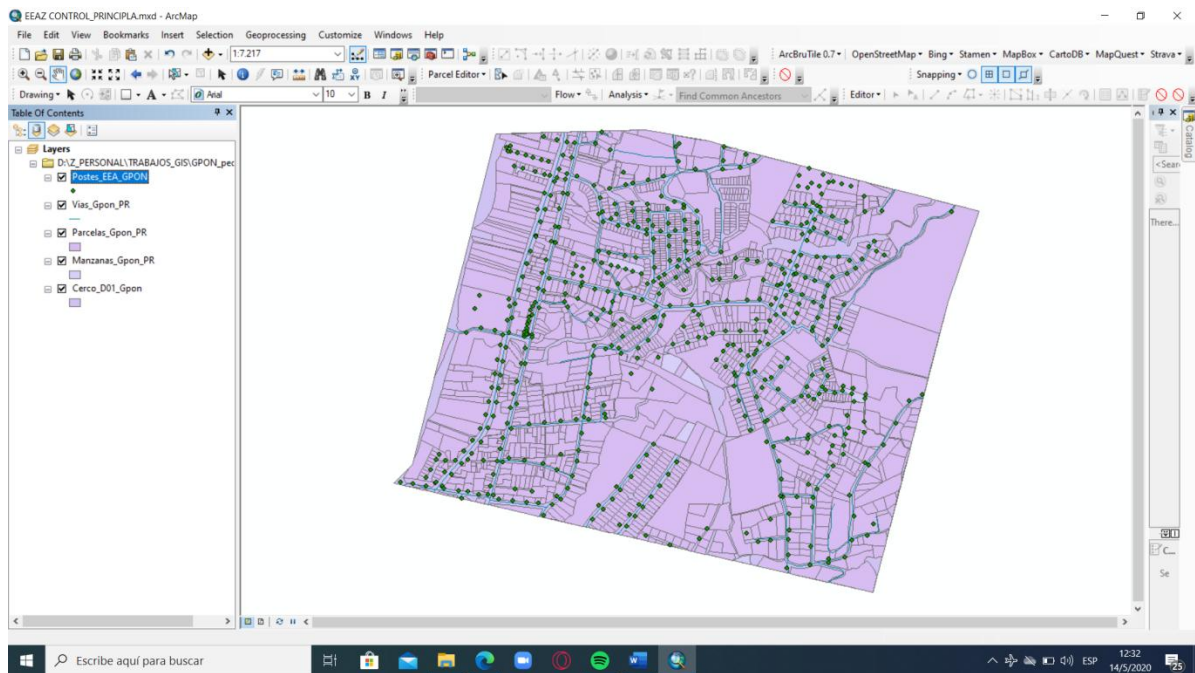 EEAZ CONTROL_PRINCIPLA.mxd - ArcMap
File Edit View Bookmarks Insert Selection Geoprocessing Customize Windows Help
1:7.217
ArcBruTile 0.7 OpenStreetMap Bing Stamen MapBox CartoDB MapQuest Strava
Parcel Editor
Snapping
Drawing A Arial 10 B I
Flow Analysis Find Common Ancestors
Editor
Table Of Contents
Catalog
Layers
<Sear
D:\Z_PERSONAL\TRABAJOS_GIS\GPON_pec
Postes_EEA_GPON
Vias_Gpon_PR
There...
Parcelas_Gpon_PR
Manzanas_Gpon_PR
Cerco_D01_Gpon
C...
Se
Escribe aquí para buscar
ESP
12:32
14/5/2020
25